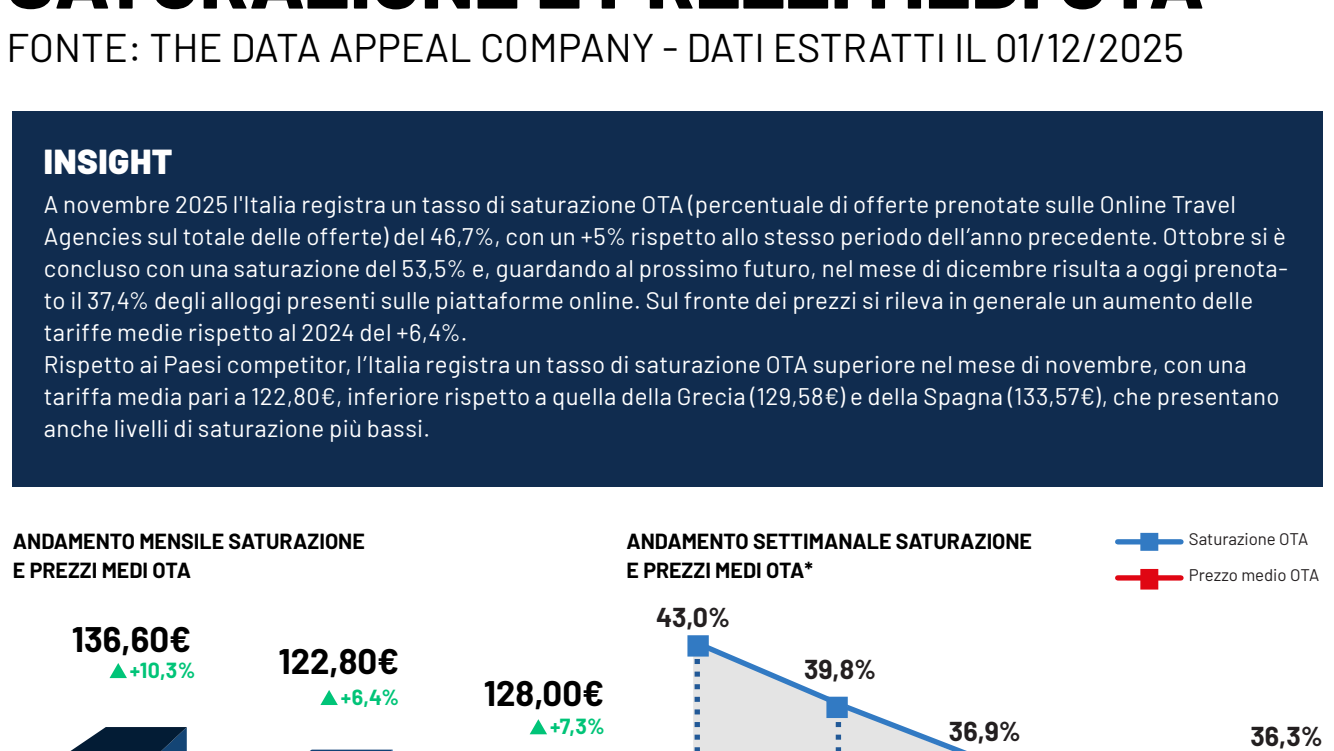 SATURAZIONE E PREZZI MEDI OTA
FONTE: THE DATA APPEAL COMPANY - DATI ESTRATTI IL 01/12/2025
INSIGHT
A novembre 2025 l'Italia registra un tasso di saturazione OTA (percentuale di offerte prenotate sulle Online Travel
Agencies sul totale delle offerte) del 46,7%, con un +5% rispetto allo stesso periodo dell’anno precedente. Ottobre si è
concluso con una saturazione del 53,5% e, guardando al prossimo futuro, nel mese di dicembre risulta a oggi prenota-
to il 37,4% degli alloggi presenti sulle piattaforme online. Sul fronte dei prezzi si rileva in generale un aumento delle
tariffe medie rispetto al 2024 del +6,4%.
Rispetto ai Paesi competitor, l’Italia registra un tasso di saturazione OTA superiore nel mese di novembre, con una
tariffa media pari a 122,80€, inferiore rispetto a quella della Grecia (129,58€) e della Spagna (133,57€), che presentano
anche livelli di saturazione più bassi.
ANDAMENTO MENSILE SATURAZIONE
E PREZZI MEDI OTA
136,60€
▲+10,3%
122,80€
▲+6,4%
128,00€
▲+7,3%
ANDAMENTO SETTIMANALE SATURAZIONE
E PREZZI MEDI OTA*
Saturazione OTA
Prezzo medio OTA
43,0%
39,8%
36,9%
36,3%